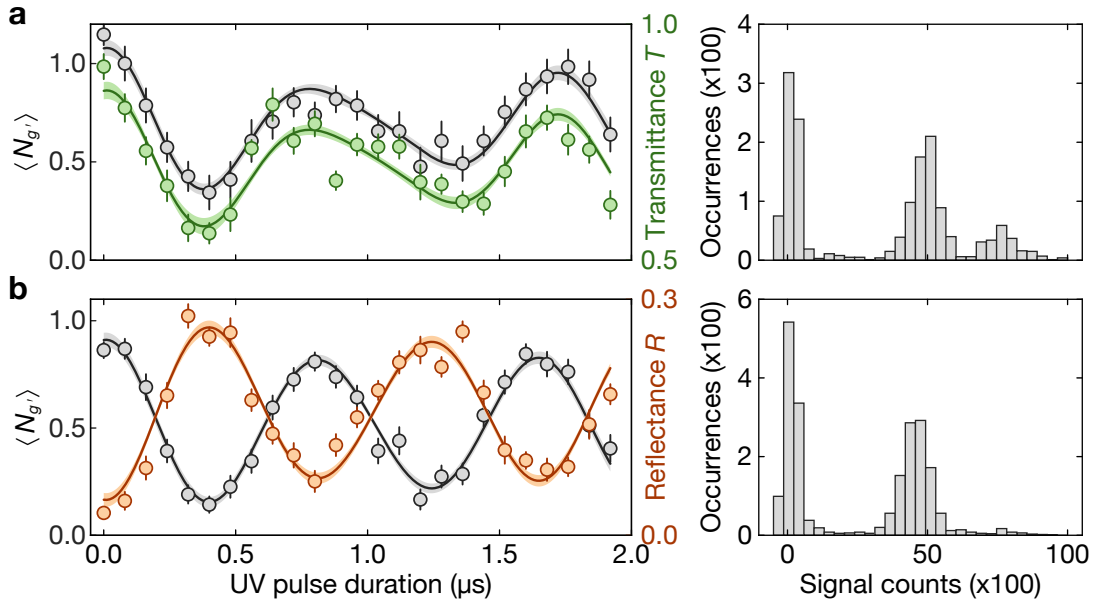 a
⟨N_g'⟩
1.0
0.5
0.0
1.0
0.5
Transmittance T
Occurrences (x100)
4
3
2
1
0
b
⟨N_g'⟩
1.0
0.5
0.0
0.3
0.0
Reflectance R
0.0 0.5 1.0 1.5 2.0
UV pulse duration (μs)
Occurrences (x100)
6
4
2
0
0 50 100
Signal counts (x100)